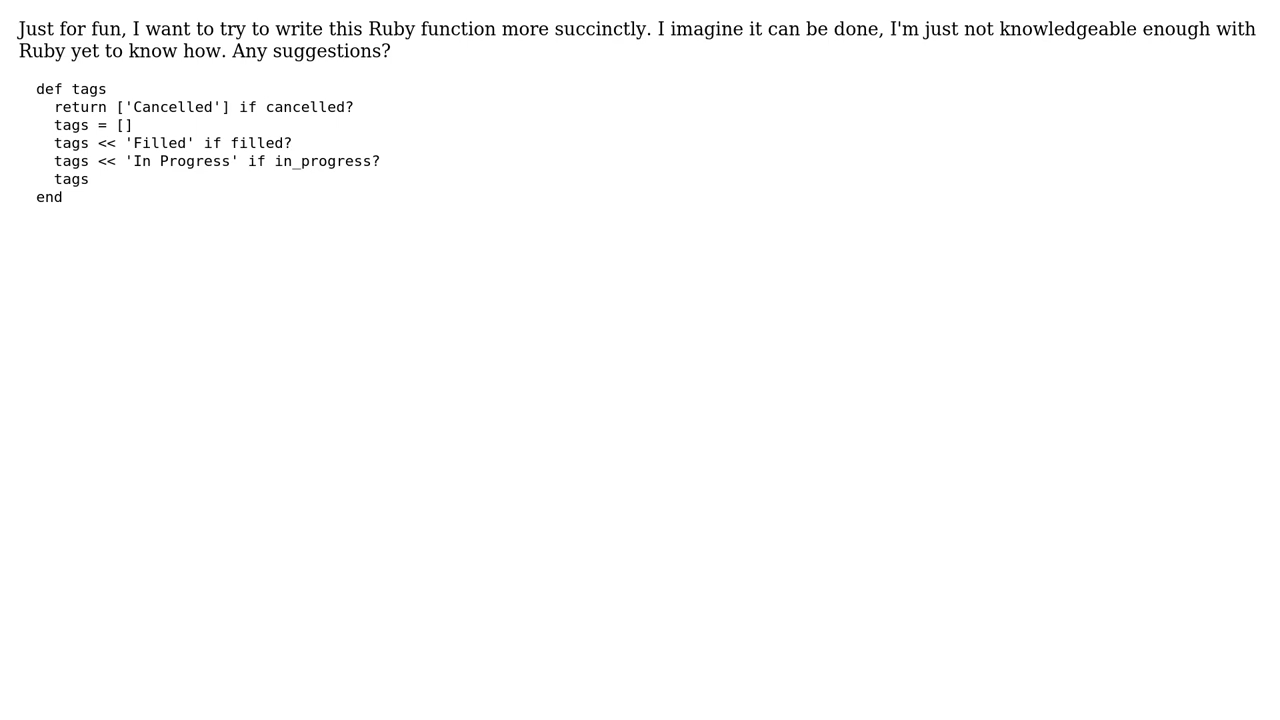 Just for fun, I want to try to write this Ruby function more succinctly. I imagine it can be done, I'm just not knowledgeable enough with
Ruby yet to know how. Any suggestions?
def tags
  return ['Cancelled'] if cancelled?
  tags = []
  tags << 'Filled' if filled?
  tags << 'In Progress' if in_progress?
  tags
end